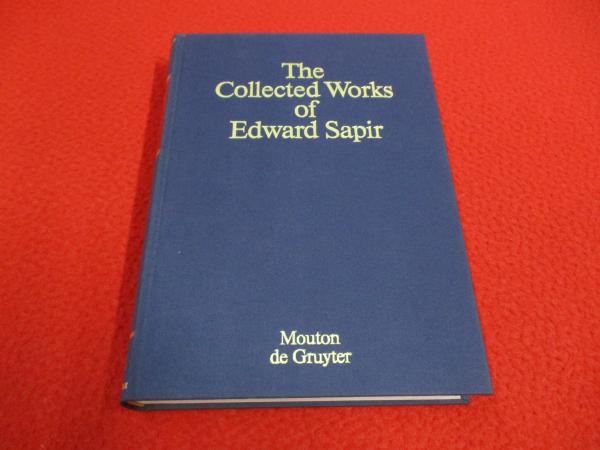 The
Collected Works
of
Edward Sapir
Mouton
de Gruyter